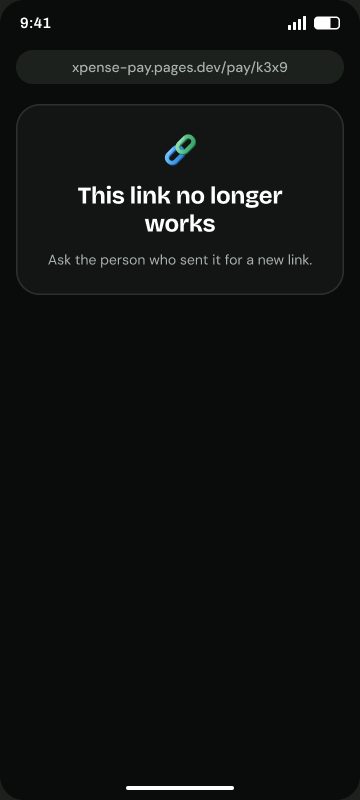 9:41
xpense-pay.pages.dev/pay/k3x9
This link no longer
works
Ask the person who sent it for a new link.